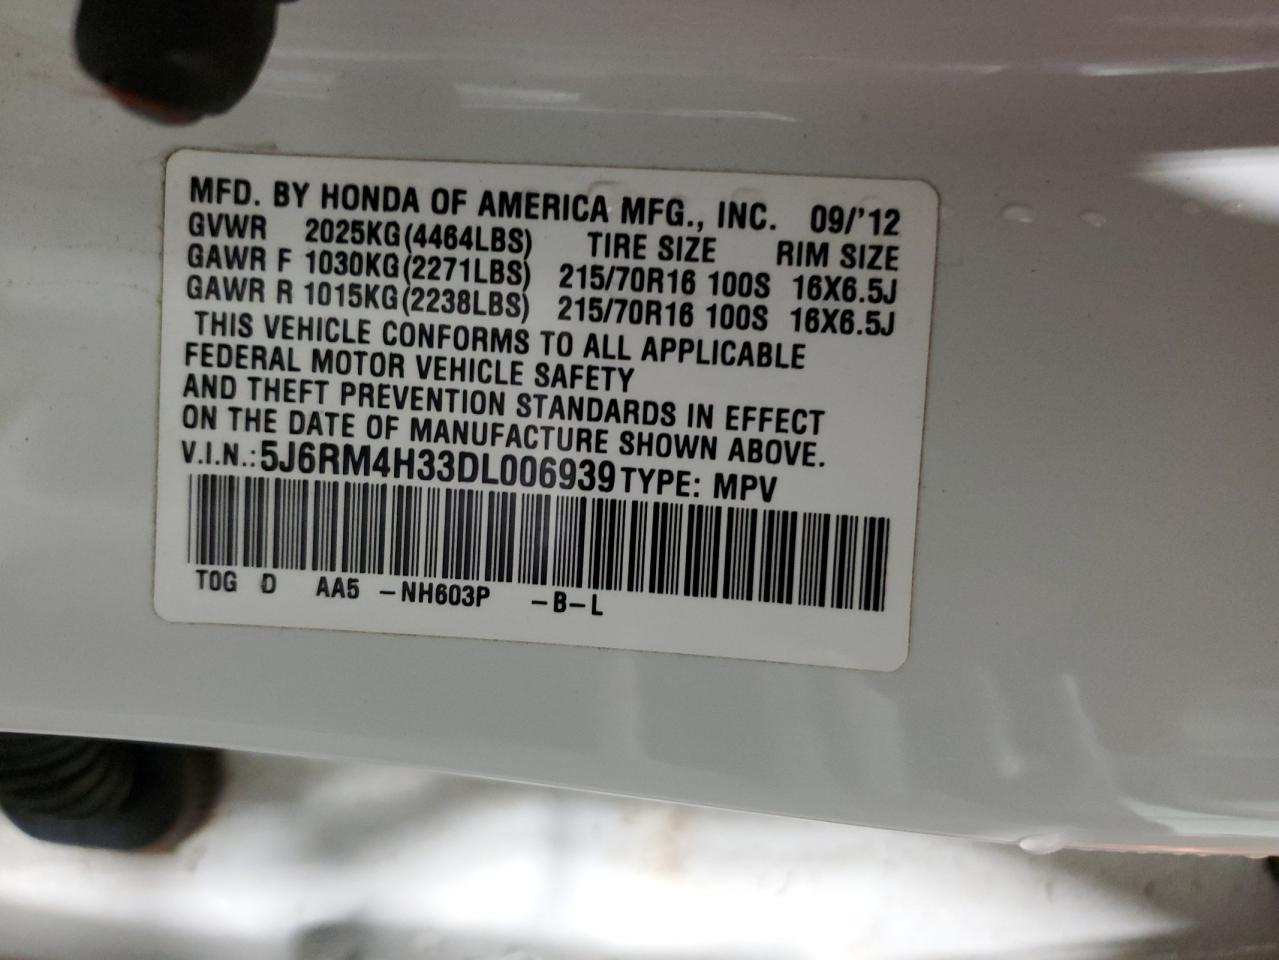 MFD. BY HONDA OF AMERICA MFG., INC. 09/'12
GVWR 2025KG(4464LBS) TIRE SIZE RIM SIZE
GAWR F 1030KG(2271LBS) 215/70R16 100S 16X6.5J
GAWR R 1015KG(2238LBS) 215/70R16 100S 16X6.5J
THIS VEHICLE CONFORMS TO ALL APPLICABLE
FEDERAL MOTOR VEHICLE SAFETY
AND THEFT PREVENTION STANDARDS IN EFFECT
ON THE DATE OF MANUFACTURE SHOWN ABOVE.
V.I.N.: 5J6RM4H33DL006939 TYPE: MPV
T0G D AA5 -NH603P -B-L